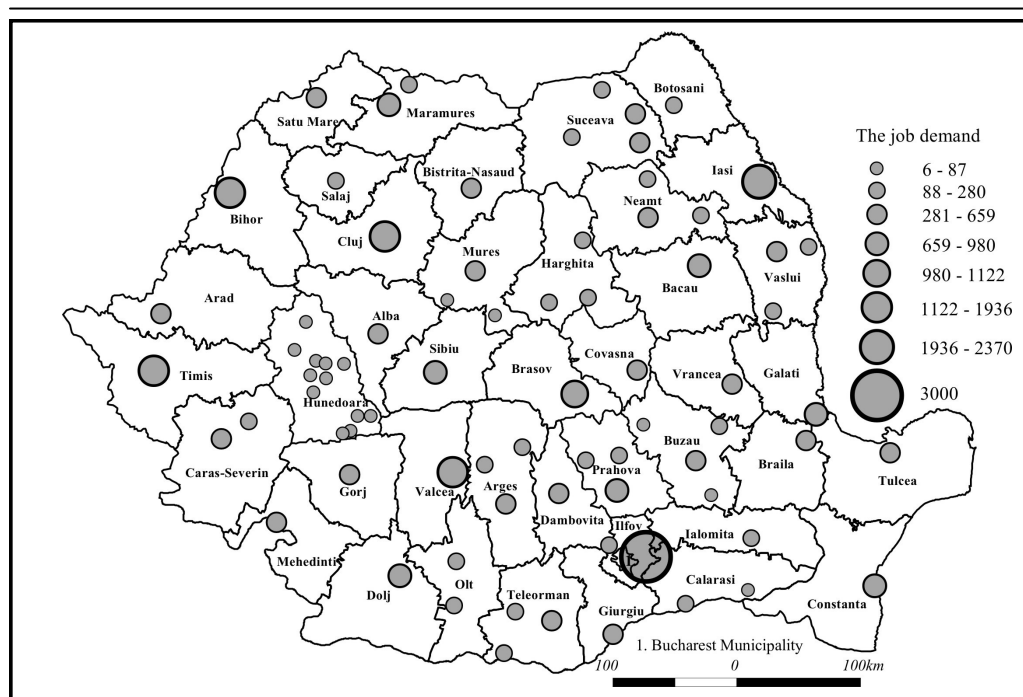 Botosani
Satu Mare
Maramures
Suceava
The job demand
6 - 87
88 - 280
281 - 659
659 - 980
980 - 1122
1122 - 1936
1936 - 2370
3000
Iasi
Bistrita-Nasaud
Salaj
Neamt
Bihor
Cluj
Mures
Harghita
Vaslui
Bacau
Arad
Alba
Sibiu
Covasna
Brasov
Vrancea
Galati
Timis
Hunedoara
Buzau
Caras-Severin
Prahova
Braila
Tulcea
Gorj
Valcea
Arges
Dambovita
Ilfov
Ialomita
Mehedinti
Olt
Calarasi
Dolj
Teleorman
Giurgiu
Constanta
1. Bucharest Municipality
100 0 100km